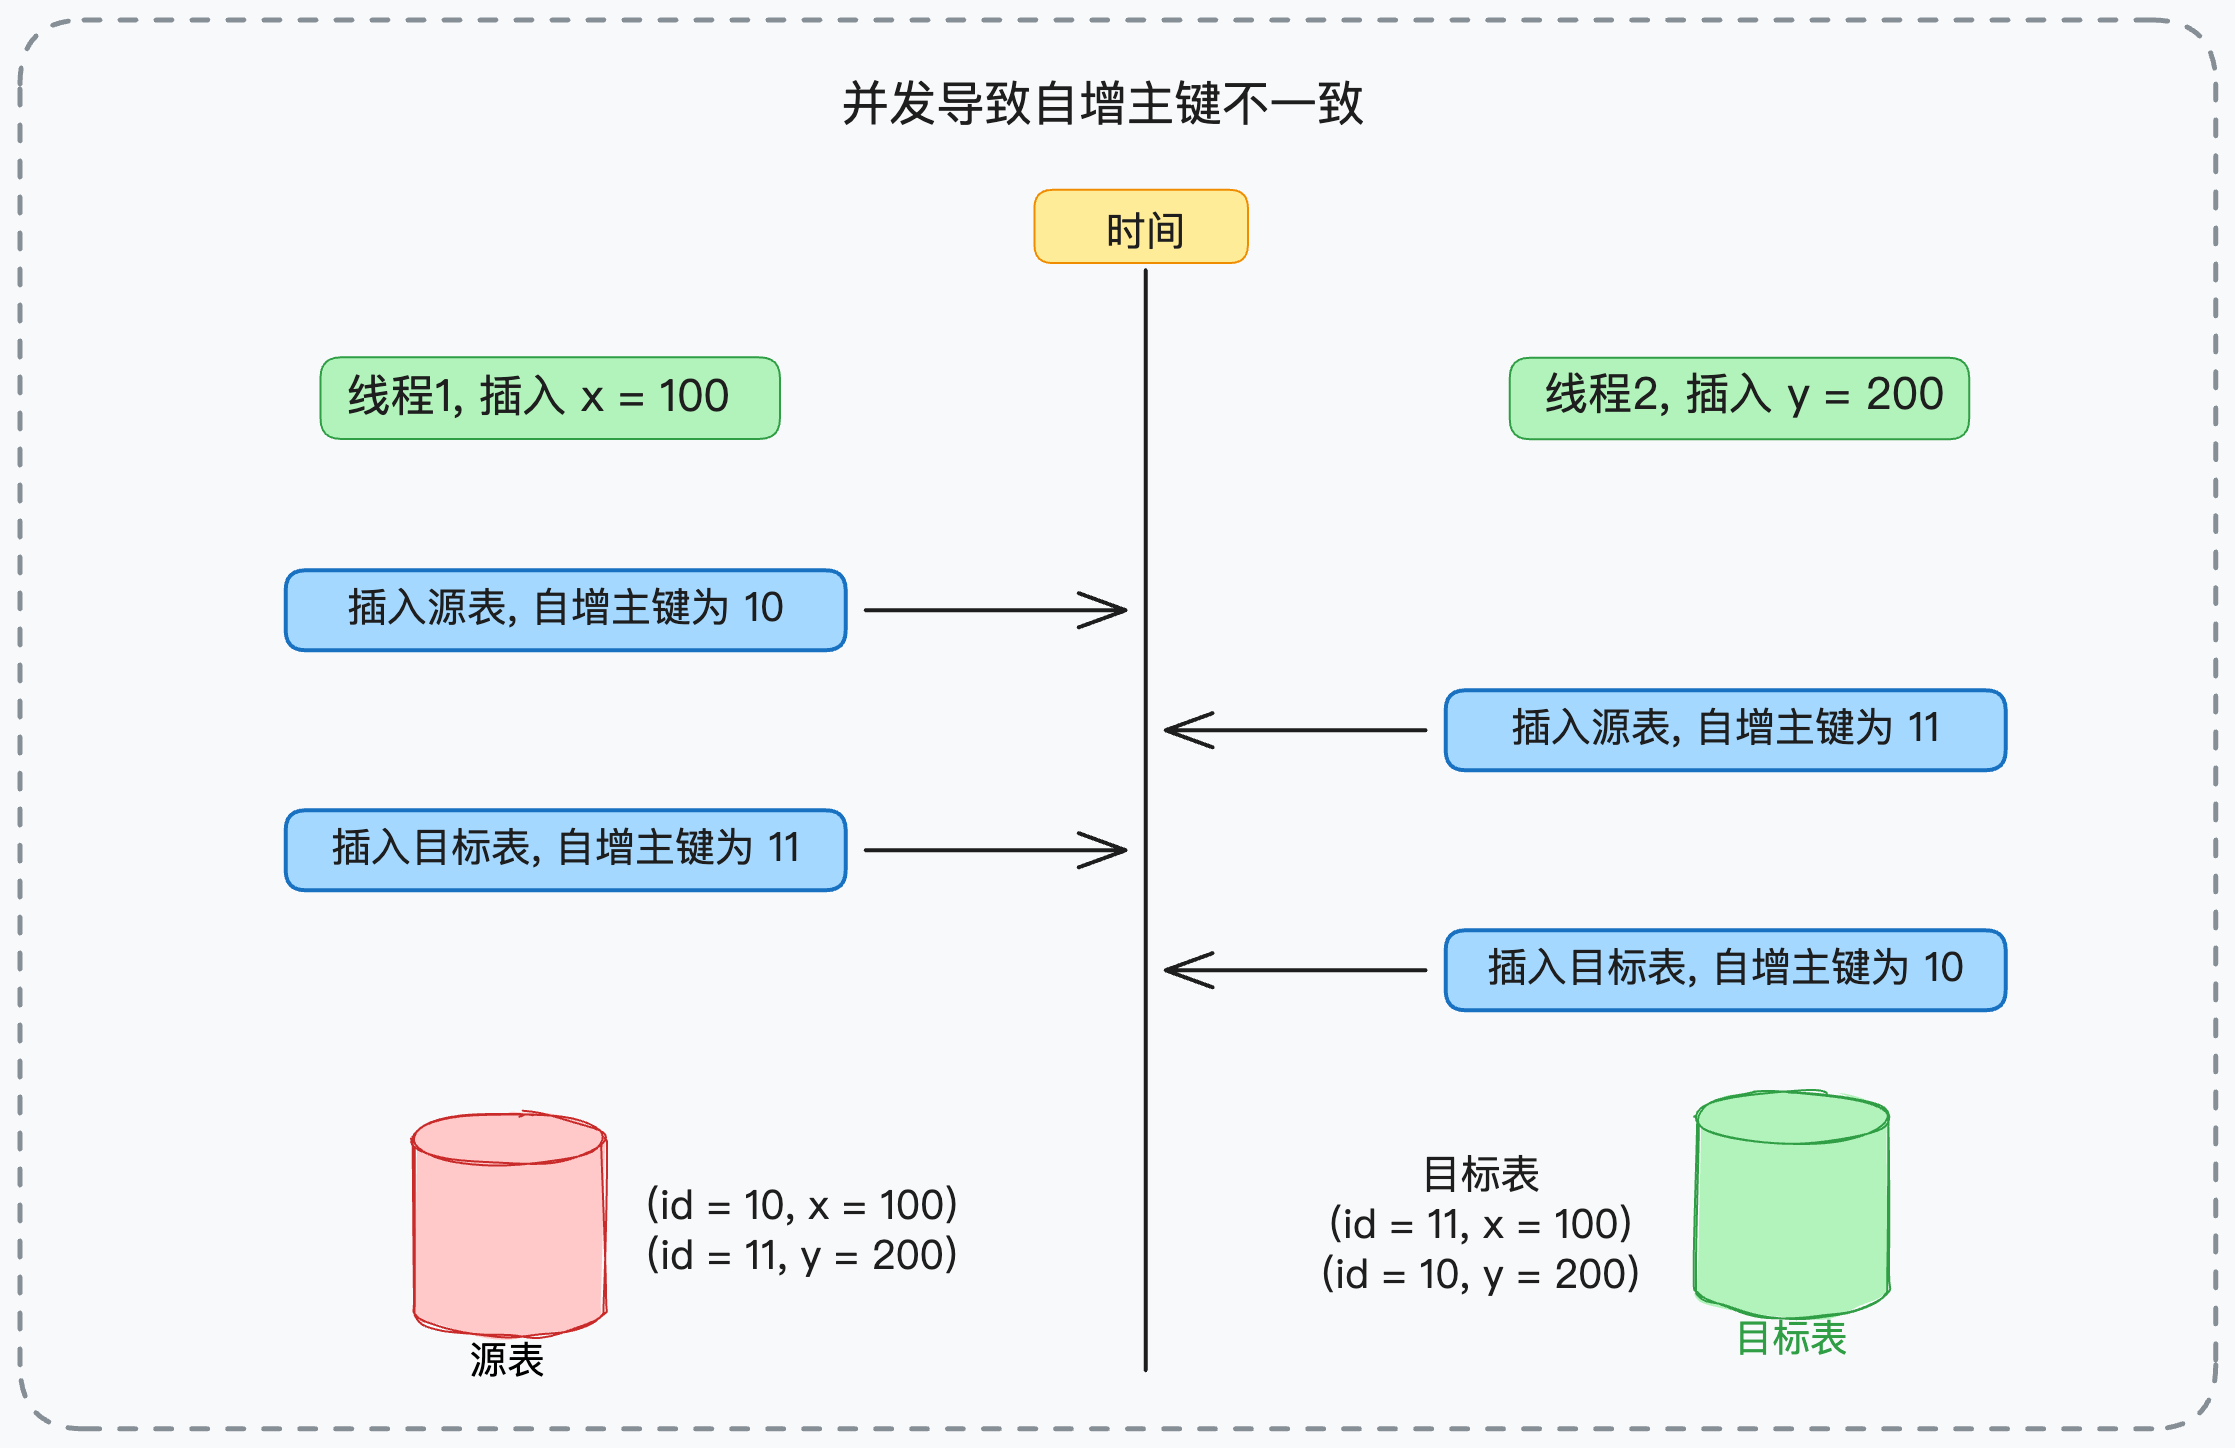 并发导致自增主键不一致
时间
线程1, 插入 x = 100
线程2, 插入 y = 200
插入源表, 自增主键为 10
插入源表, 自增主键为 11
插入目标表, 自增主键为 11
插入目标表, 自增主键为 10
(id = 10, x = 100)
(id = 11, y = 200)
源表
目标表
(id = 11, x = 100)
(id = 10, y = 200)
目标表